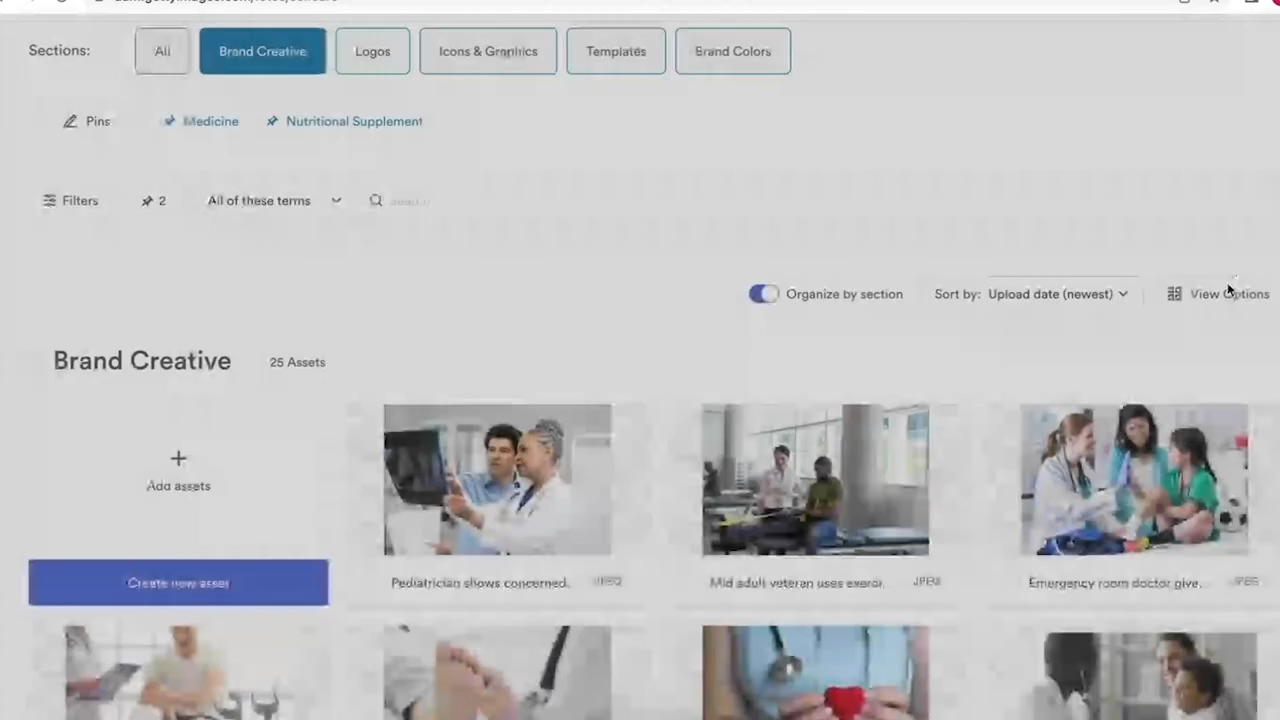 Sections: All Brand Creative Logos Icons & Graphics Templates Brand Colors
Pins Medicine Nutritional Supplement
Filters 2 All of these terms
Organize by section Sort by: Upload date (newest) View Options
Brand Creative 25 Assets
Add assets
Create new asset
Pediatrician shows concerned. Mid adult veteran uses Emergency room doctor give...